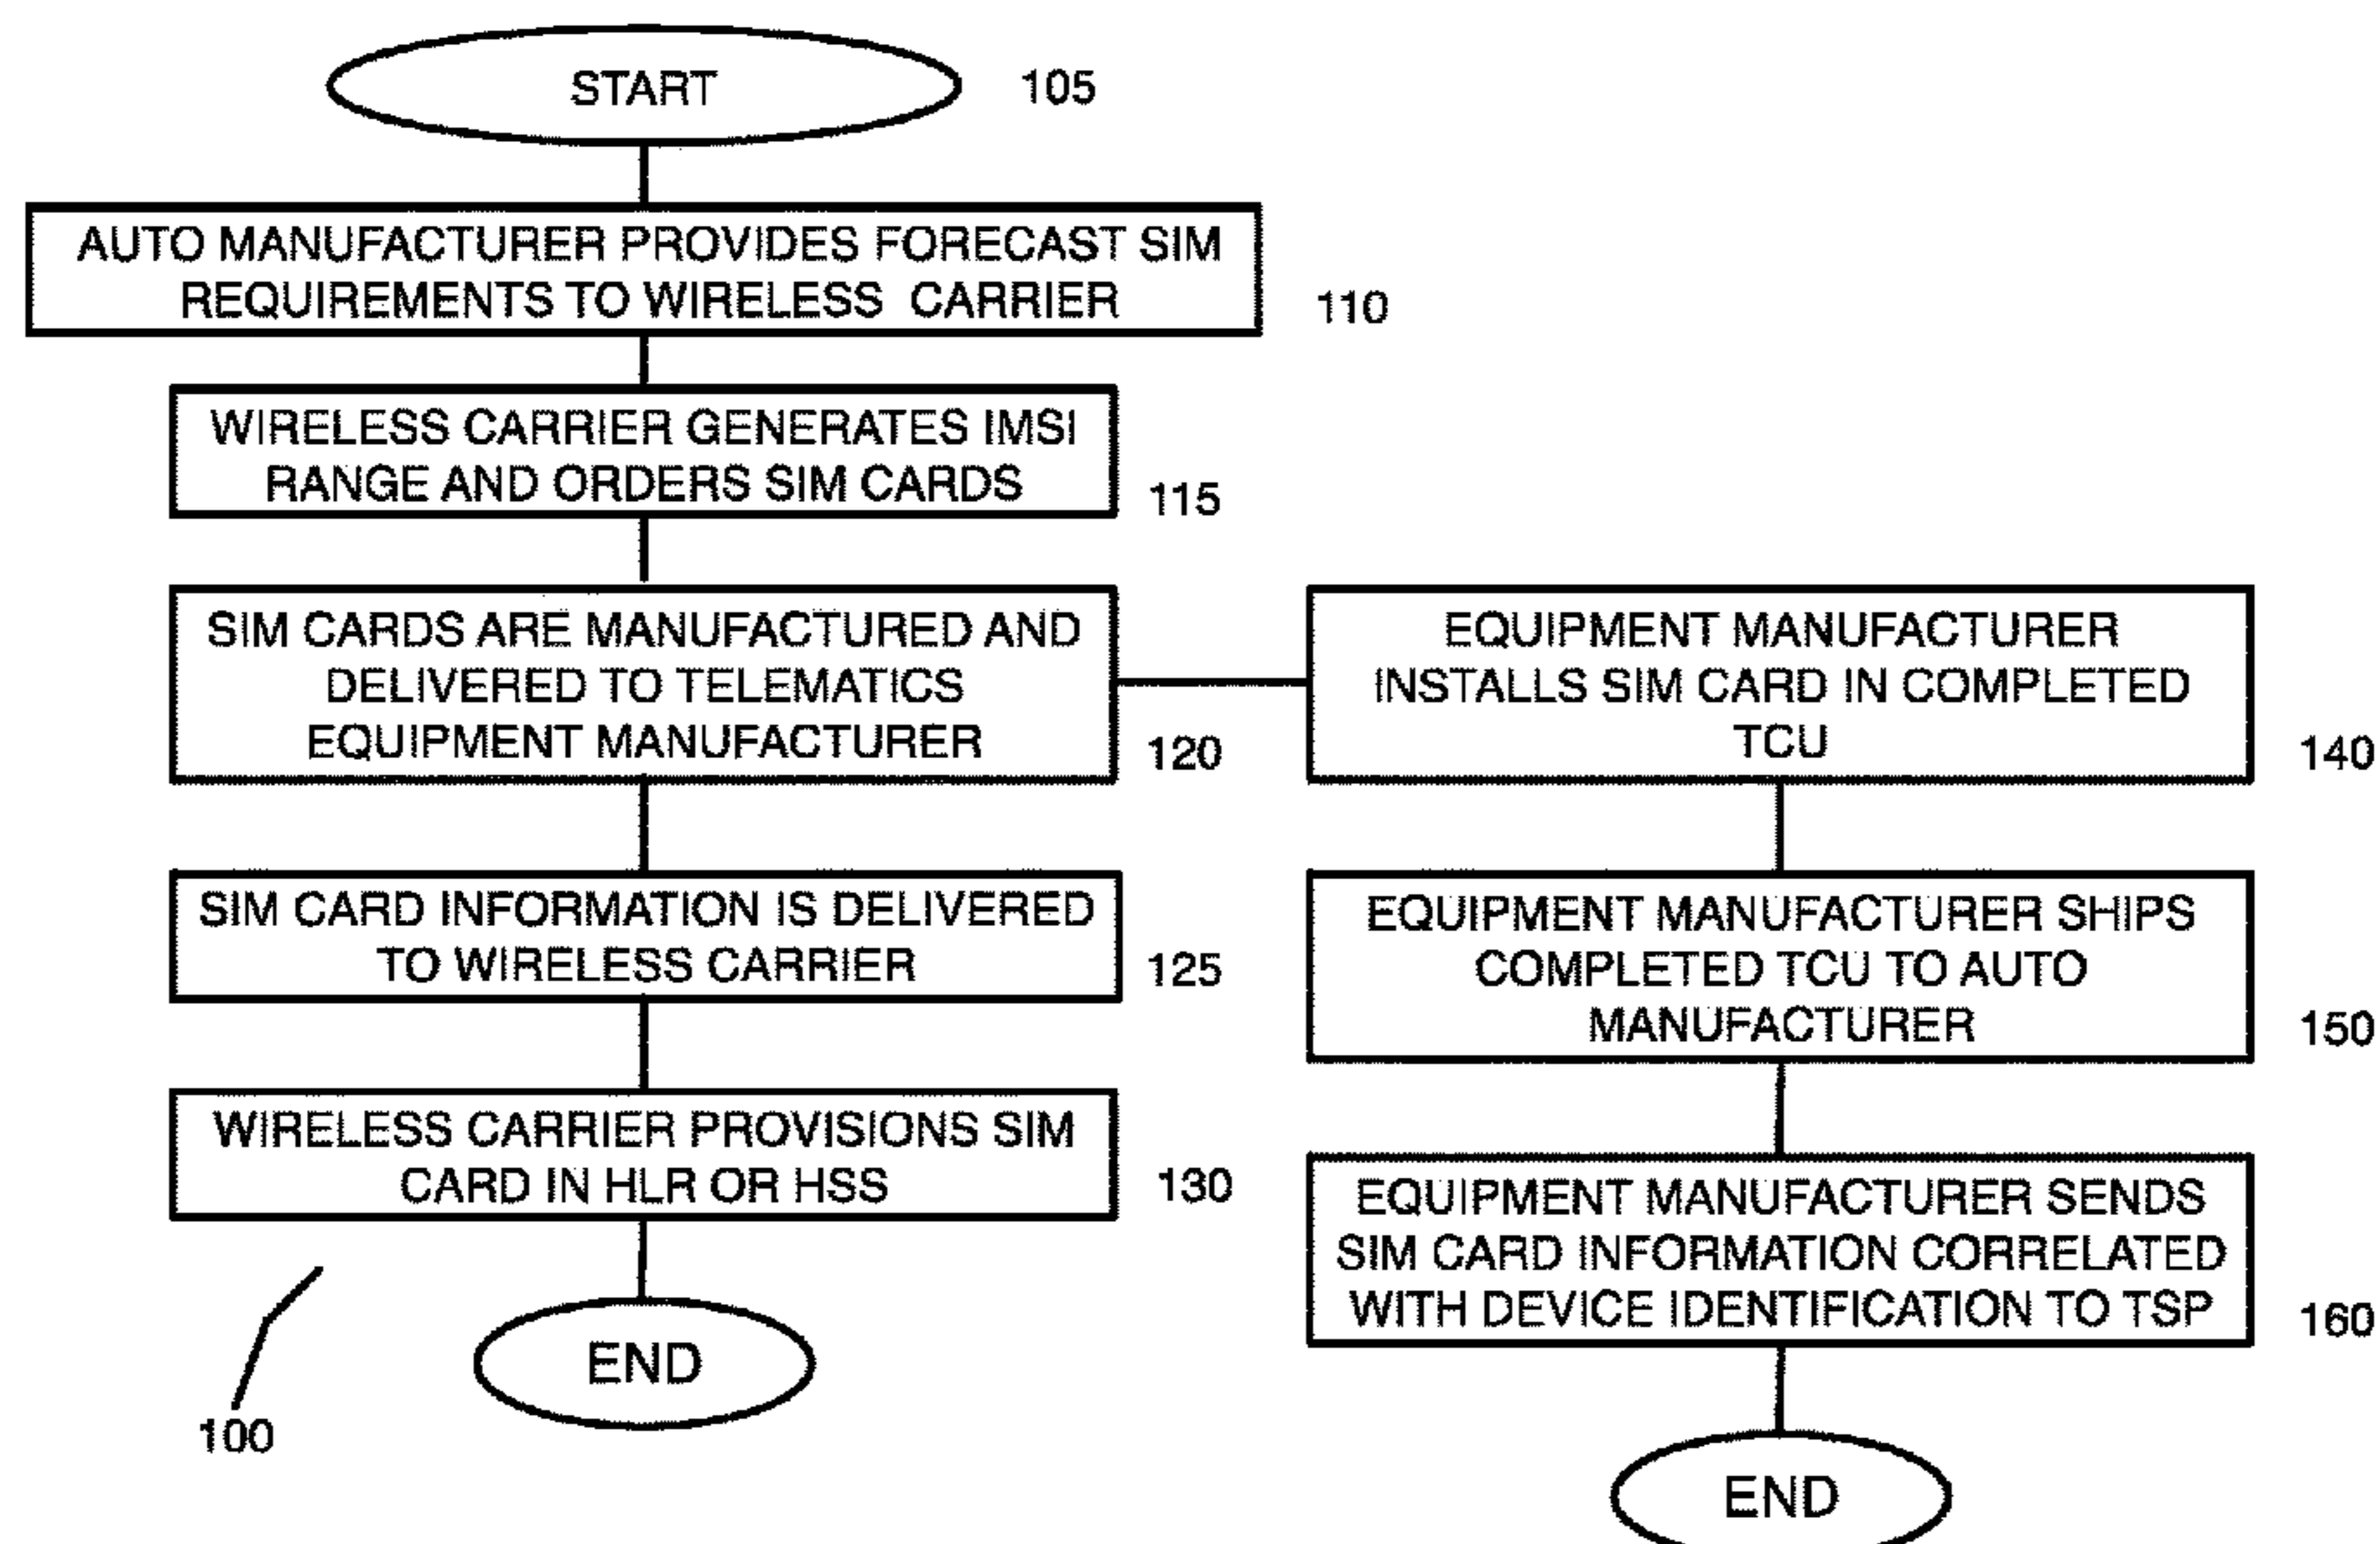 START
105
AUTO MANUFACTURER PROVIDES FORECAST SIM
REQUIREMENTS TO WIRELESS CARRIER
110
WIRELESS CARRIER GENERATES IMSI
RANGE AND ORDERS SIM CARDS
115
SIM CARDS ARE MANUFACTURED AND
DELIVERED TO TELEMATICS
EQUIPMENT MANUFACTURER
120
SIM CARD INFORMATION IS DELIVERED
TO WIRELESS CARRIER
125
WIRELESS CARRIER PROVISIONS SIM
CARD IN HLR OR HSS
130
END
100
EQUIPMENT MANUFACTURER
INSTALLS SIM CARD IN COMPLETED
TCU
140
EQUIPMENT MANUFACTURER SHIPS
COMPLETED TCU TO AUTO
MANUFACTURER
150
EQUIPMENT MANUFACTURER SENDS
SIM CARD INFORMATION CORRELATED
WITH DEVICE IDENTIFICATION TO TSP
160
END